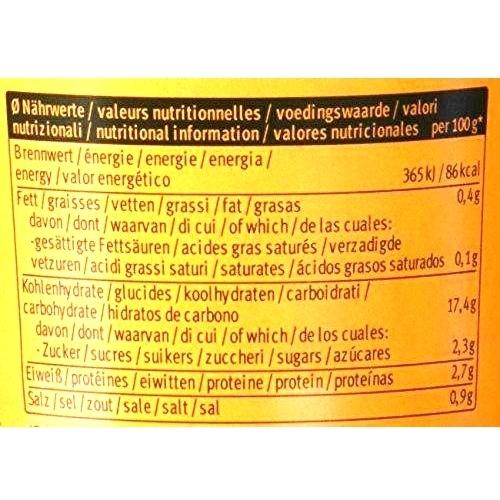 Ø Nährwerte / valeurs nutritionnelles / voedingswaarde / valori
nutrizionali / nutritional information / valores nutricionales per 100 g*
Brennwert / énergie / energie / energia /
energy / valor energético 365 kJ / 86 kcal
Fett / graisses / vetten / grassi / fat / grasas 0,4g
davon / dont / waarvan / di cui / of which / de las cuales:
-gesättigte Fettsäuren / acides gras saturés / verzadigde
vetzuren / acidi grassi saturi / saturates / ácidos grasos saturados 0,1g
Kohlenhydrate / glucides / koolhydraten / carboidrati /
carbohydrate / hidratos de carbono 17,4g
davon / dont / waarvan / di cui / of which / de los cuales:
- Zucker / sucres / suikers / zuccheri / sugars / azúcares 2,3g
Eiweiß / protéines / eiwitten / proteine / protein / proteínas 2,7g
Salz / sel / zout / sale / salt / sal 0,9g